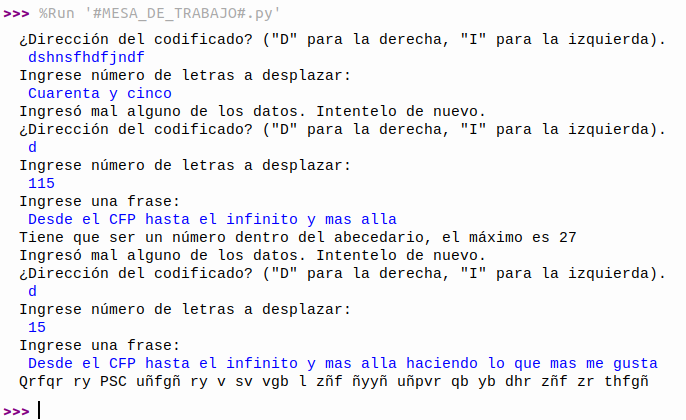 >>> %Run '#MESA_DE_TRABAJO#.py'
¿Dirección del codificado? ("D" para la derecha, "I" para la izquierda).
dshnsfhdfjndf
Ingrese número de letras a desplazar:
Cuarenta y cinco
Ingresó mal alguno de los datos. Intentelo de nuevo.
¿Dirección del codificado? ("D" para la derecha, "I" para la izquierda).
d
Ingrese número de letras a desplazar:
115
Ingrese una frase:
Desde el CFP hasta el infinito y mas alla
Tiene que ser un número dentro del abecedario, el máximo es 27
Ingresó mal alguno de los datos. Intentelo de nuevo.
¿Dirección del codificado? ("D" para la derecha, "I" para la izquierda).
d
Ingrese número de letras a desplazar:
15
Ingrese una frase:
Desde el CFP hasta el infinito y mas alla haciendo lo que mas me gusta
Qrfqr ry PSC uñfgñ ry v sv vgb l zñf ñyyñ uñpvr qb yb dhr zñf zr thfgñ
>>>